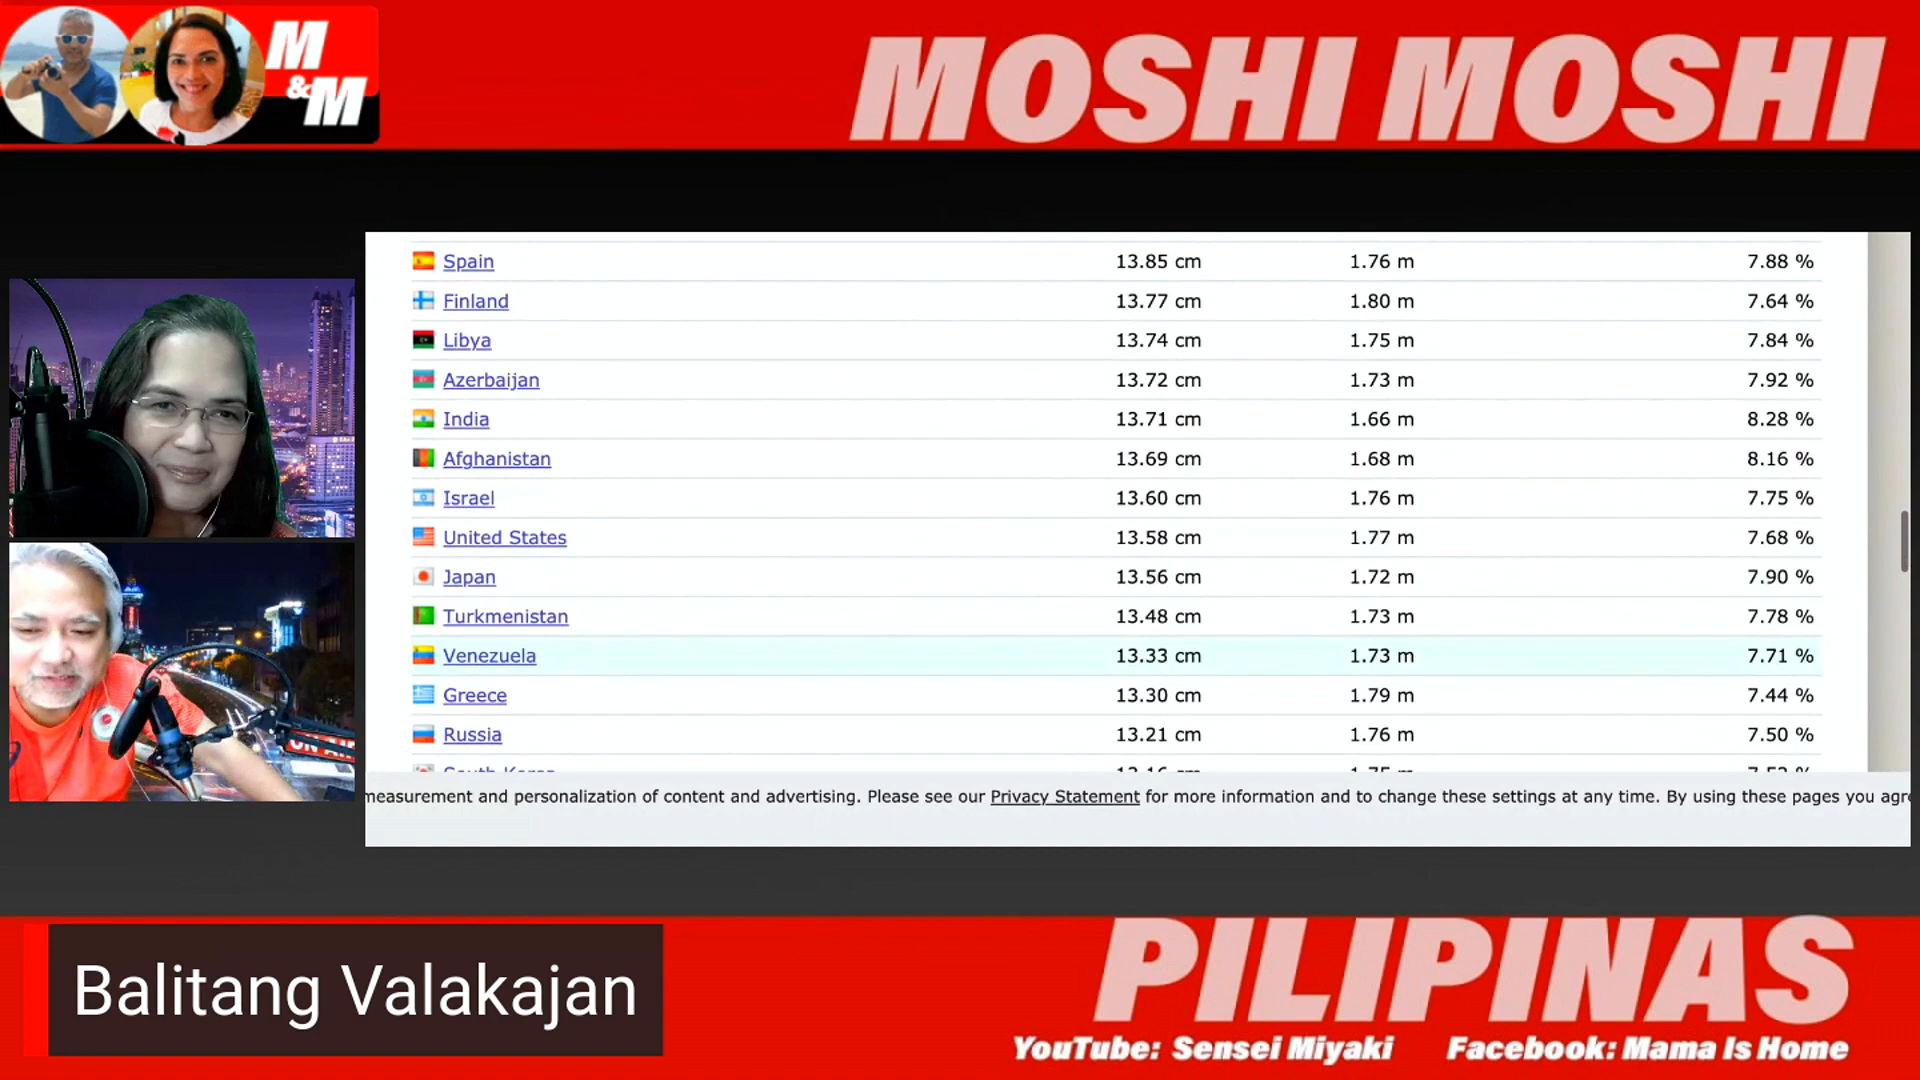 M
&
M
MOSHI MOSHI
Spain 13.85 cm 1.76 m 7.88 %
Finland 13.77 cm 1.80 m 7.64 %
Libya 13.74 cm 1.75 m 7.84 %
Azerbaijan 13.72 cm 1.73 m 7.92 %
India 13.71 cm 1.66 m 8.28 %
Afghanistan 13.69 cm 1.68 m 8.16 %
Israel 13.60 cm 1.76 m 7.75 %
United States 13.58 cm 1.77 m 7.68 %
Japan 13.56 cm 1.72 m 7.90 %
Turkmenistan 13.48 cm 1.73 m 7.78 %
Venezuela 13.33 cm 1.73 m 7.71 %
Greece 13.30 cm 1.79 m 7.44 %
Russia 13.21 cm 1.76 m 7.50 %
South Korea
measurement and personalization of content and advertising. Please see our Privacy Statement for more information and to change these settings at any time. By using these pages you agr
ON AIR
Balitang Valakajan
PILIPINAS
YouTube: Sensei Miyaki Facebook: Mama Is Home